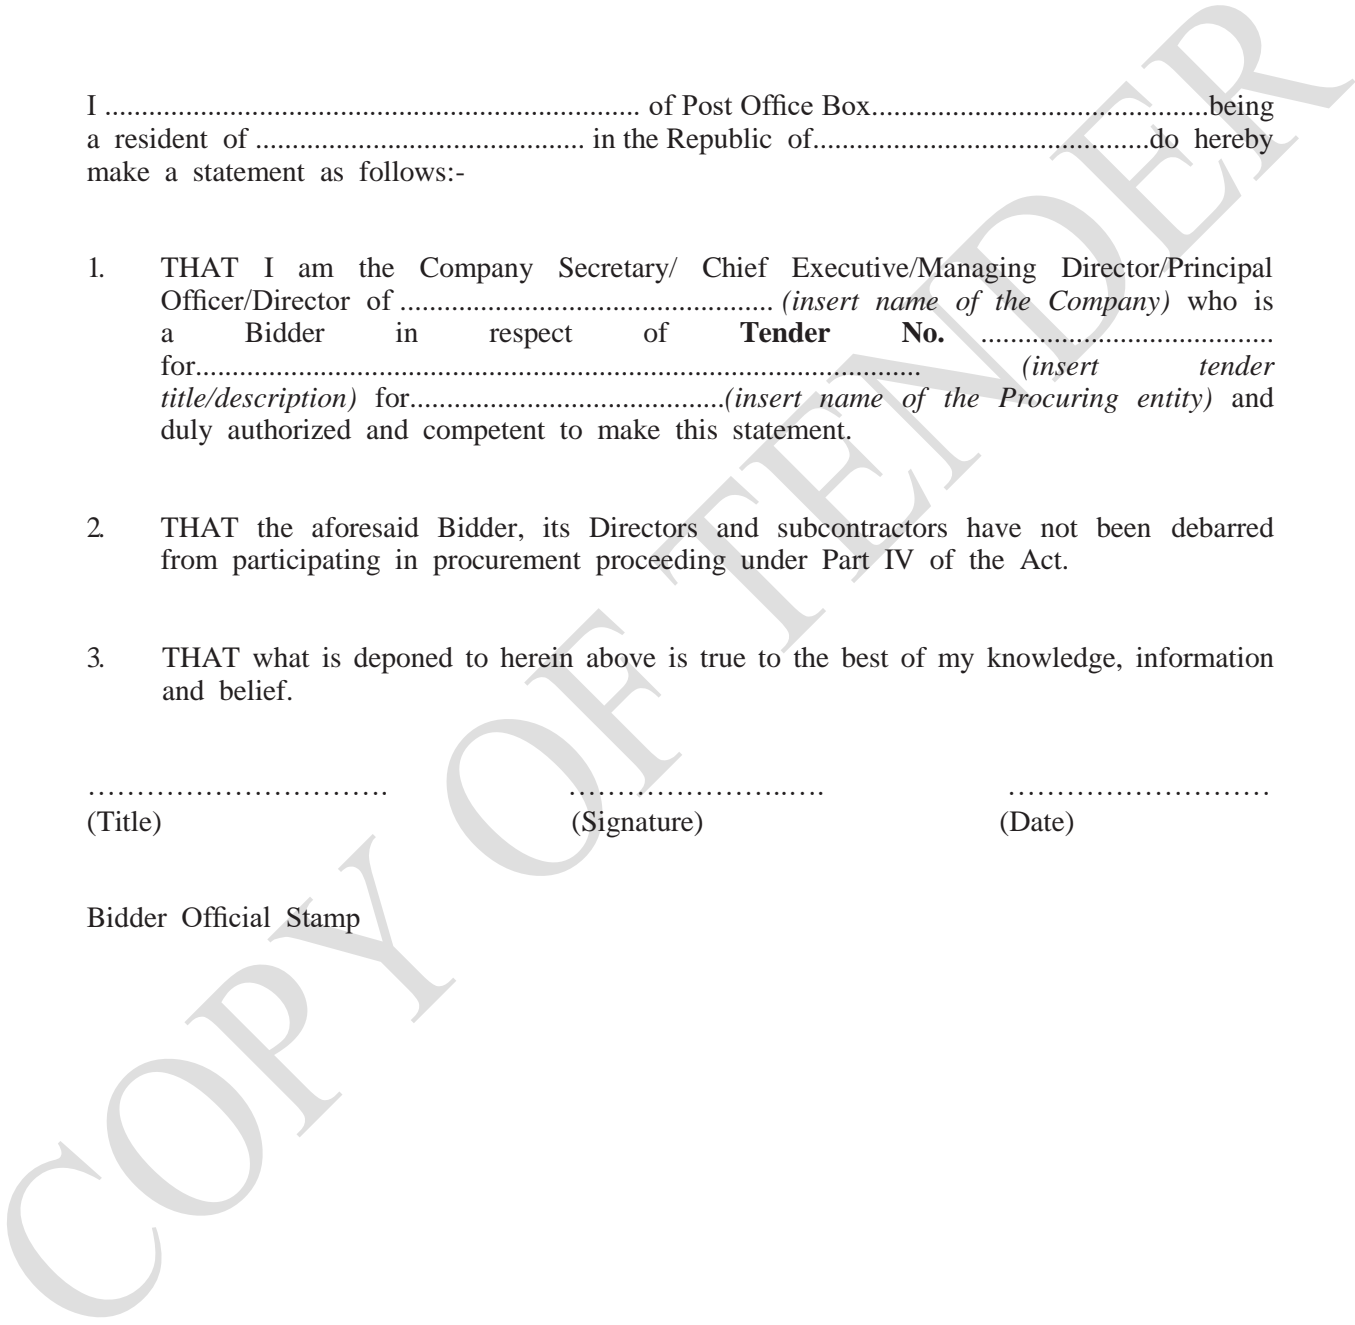 I .......................................................................... of Post Office Box..............................................being
a resident of ............................................. in the Republic of..............................................do hereby
make a statement as follows:-
1. THAT I am the Company Secretary/ Chief Executive/Managing Director/Principal
Officer/Director of ................................................... (insert name of the Company) who is
a Bidder in respect of Tender No. ........................................
for................................................................................................... (insert tender
title/description) for...........................................(insert name of the Procuring entity) and
duly authorized and competent to make this statement.
2. THAT the aforesaid Bidder, its Directors and subcontractors have not been debarred
from participating in procurement proceeding under Part IV of the Act.
3. THAT what is deponed to herein above is true to the best of my knowledge, information
and belief.
…………………………. …………………..…. ………………………
(Title) (Signature) (Date)
Bidder Official Stamp
COPY OF TENDER